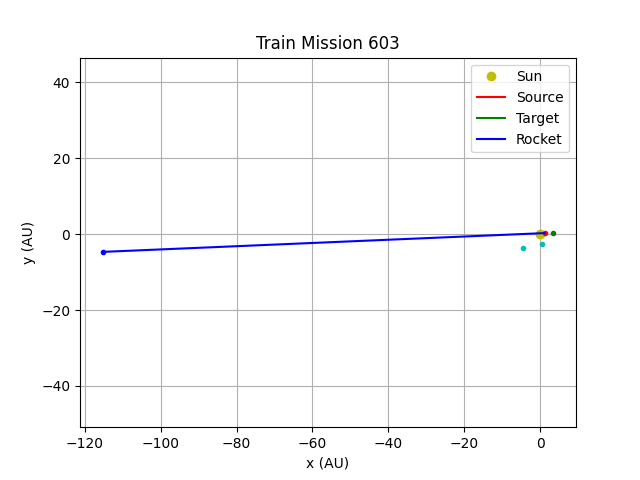 Train Mission 603
Sun
Source
Target
Rocket
y (AU)
40
20
0
−20
−40
−120
−100
−80
−60
−40
−20
0
x (AU)